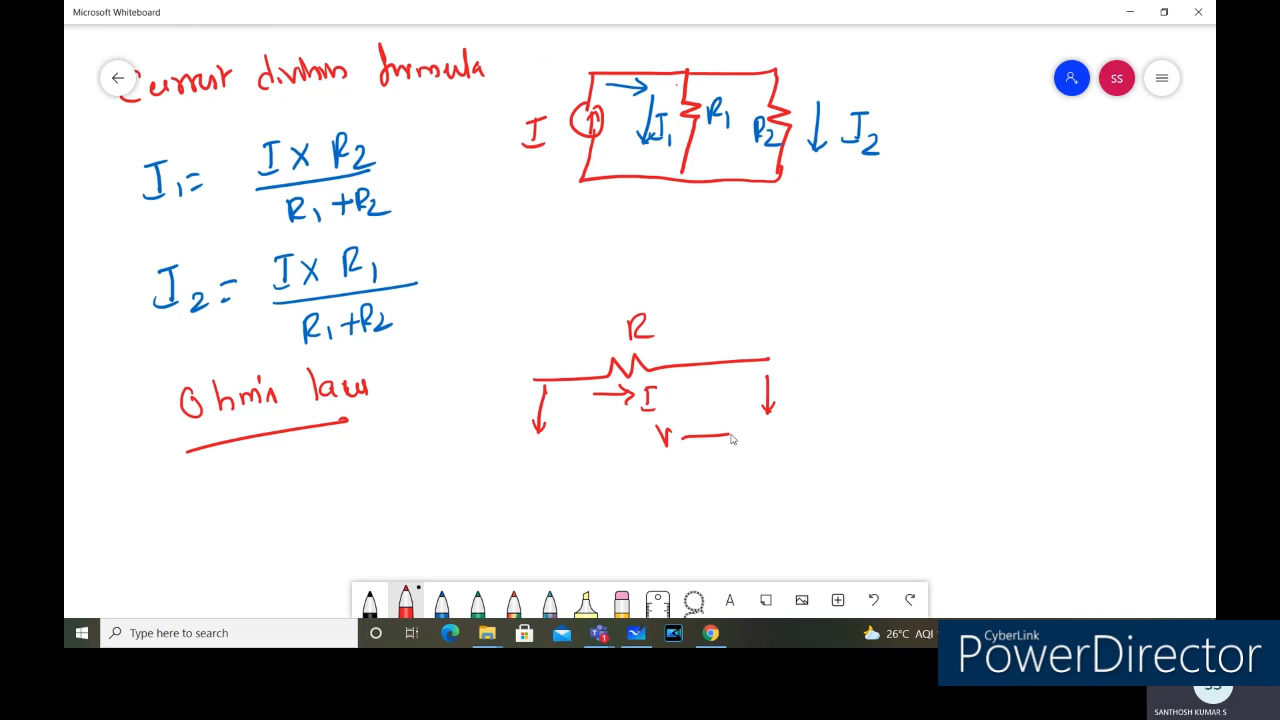 Microsoft Whiteboard
Current division formula
I
I1
R1
R2
I2
I1 = I X R2
R1 + R2
I2 = I X R1
R1 + R2
Ohm's law
R
I
V
SS
A
Type here to search
26°C AQI
CyberLink
PowerDirector
SANTHOSH KUMAR S